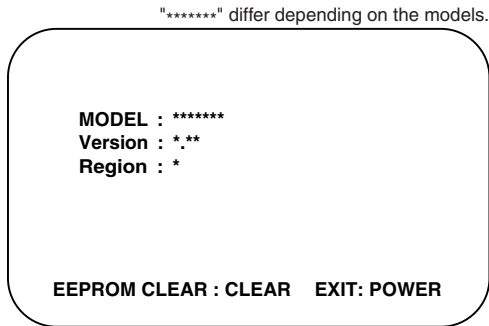 "*******" differ depending on the models.
MODEL : *******
Version : *.**
Region : *
EEPROM CLEAR : CLEAR EXIT: POWER